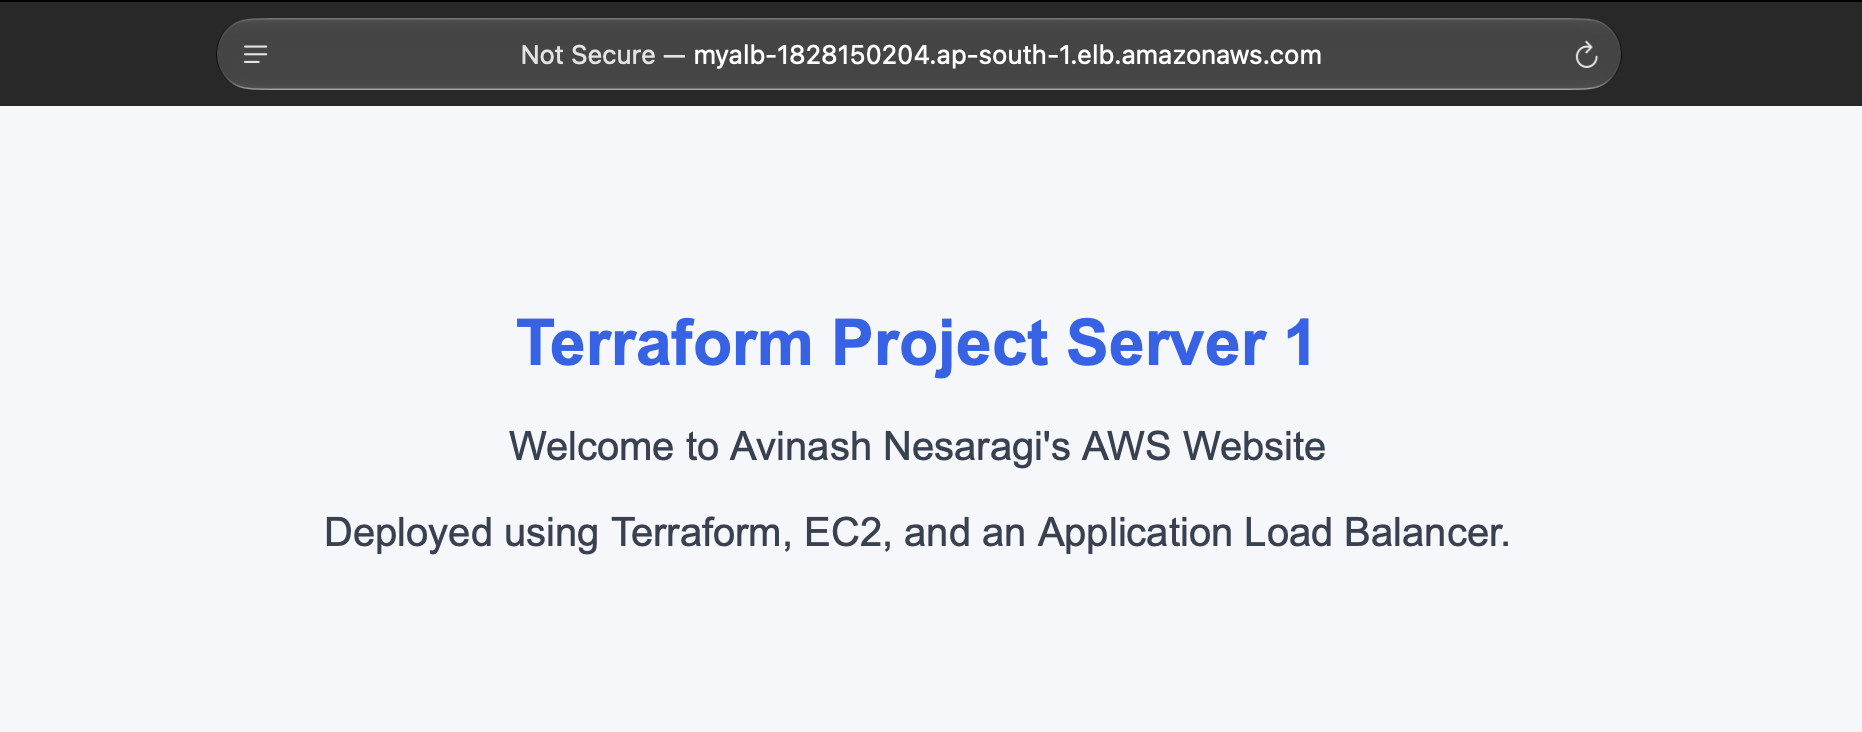 Not Secure — myalb-1828150204.ap-south-1.elb.amazonaws.com
Terraform Project Server 1
Welcome to Avinash Nesaragi's AWS Website
Deployed using Terraform, EC2, and an Application Load Balancer.